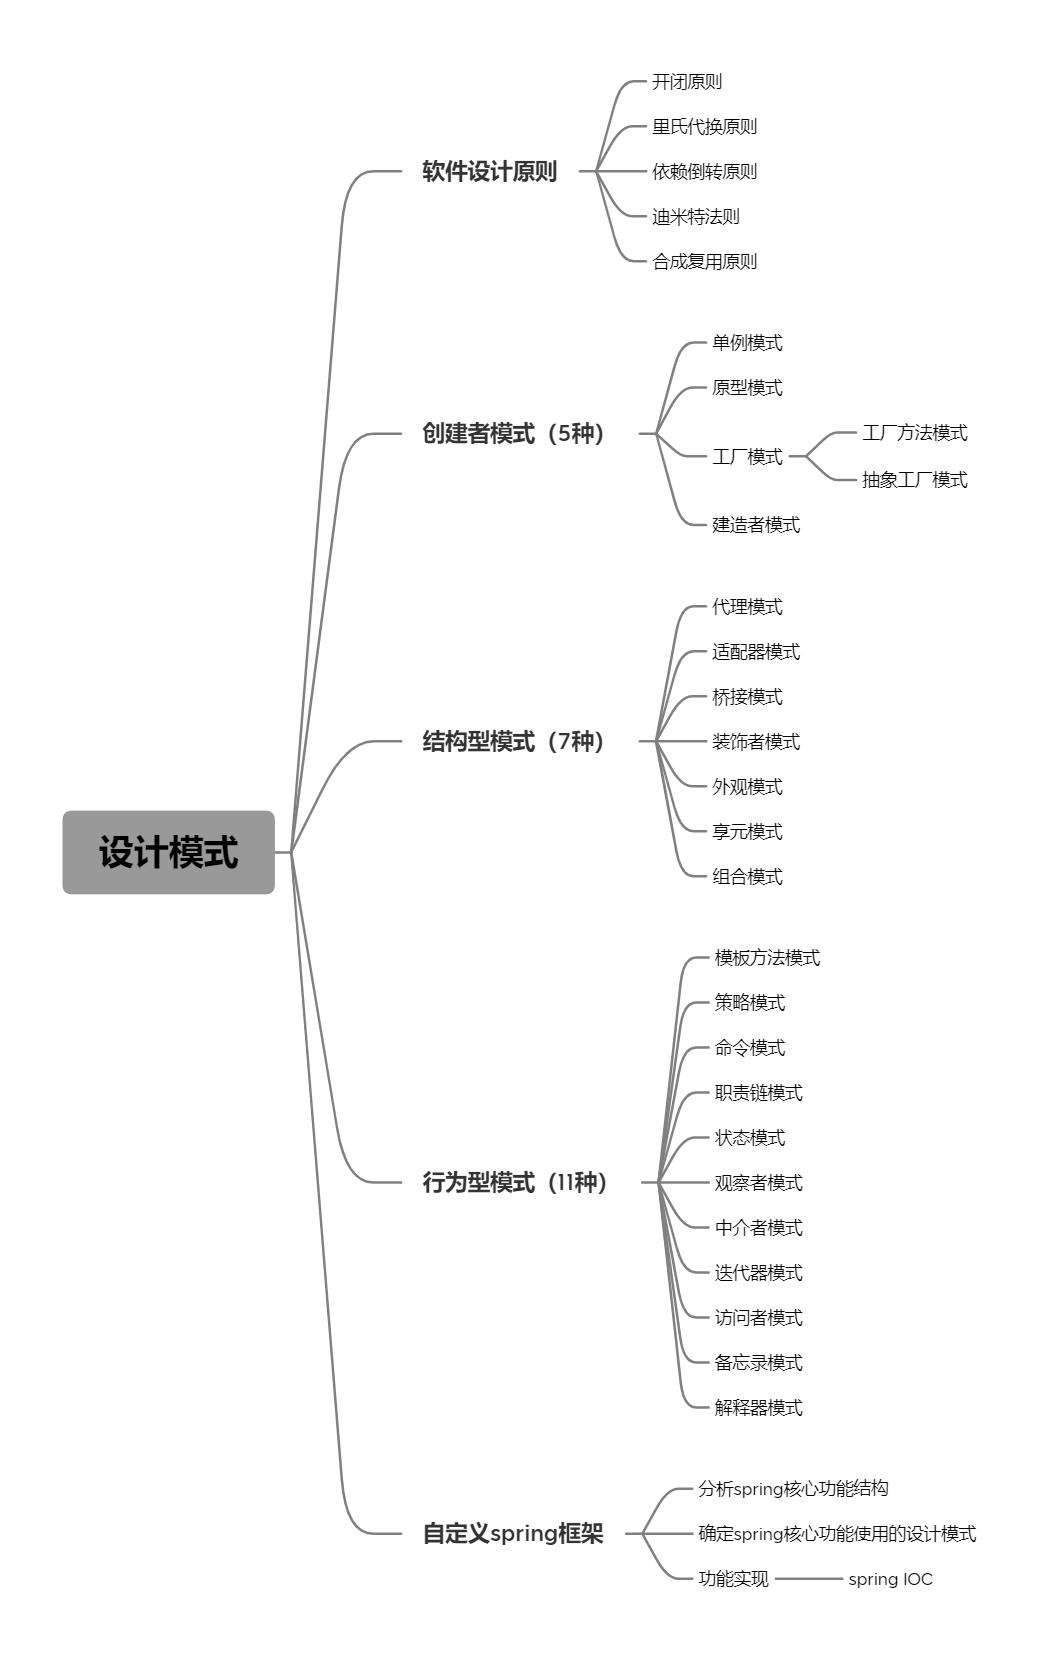 设计模式
软件设计原则
开闭原则
里氏代换原则
依赖倒转原则
迪米特法则
合成复用原则
创建者模式（5种）
单例模式
原型模式
工厂模式
工厂方法模式
抽象工厂模式
建造者模式
结构型模式（7种）
代理模式
适配器模式
桥接模式
装饰者模式
外观模式
享元模式
组合模式
行为型模式（11种）
模板方法模式
策略模式
命令模式
职责链模式
状态模式
观察者模式
中介者模式
迭代器模式
访问者模式
备忘录模式
解释器模式
自定义spring框架
分析spring核心功能结构
确定spring核心功能使用的设计模式
功能实现
spring IOC